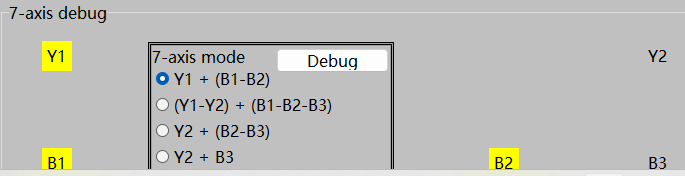 7-axis debug
Y1
7-axis mode
Debug
Y2
Y1 + (B1-B2)
(Y1-Y2) + (B1-B2-B3)
Y2 + (B2-B3)
Y2 + B3
B1
B2
B3